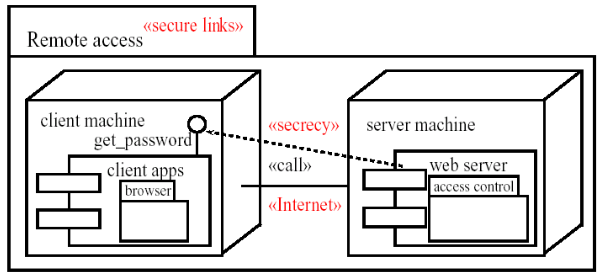 «secure links»
Remote access
client machine
get_password
client apps
browser
«secrecy»
«call»
«Internet»
server machine
web server
access control